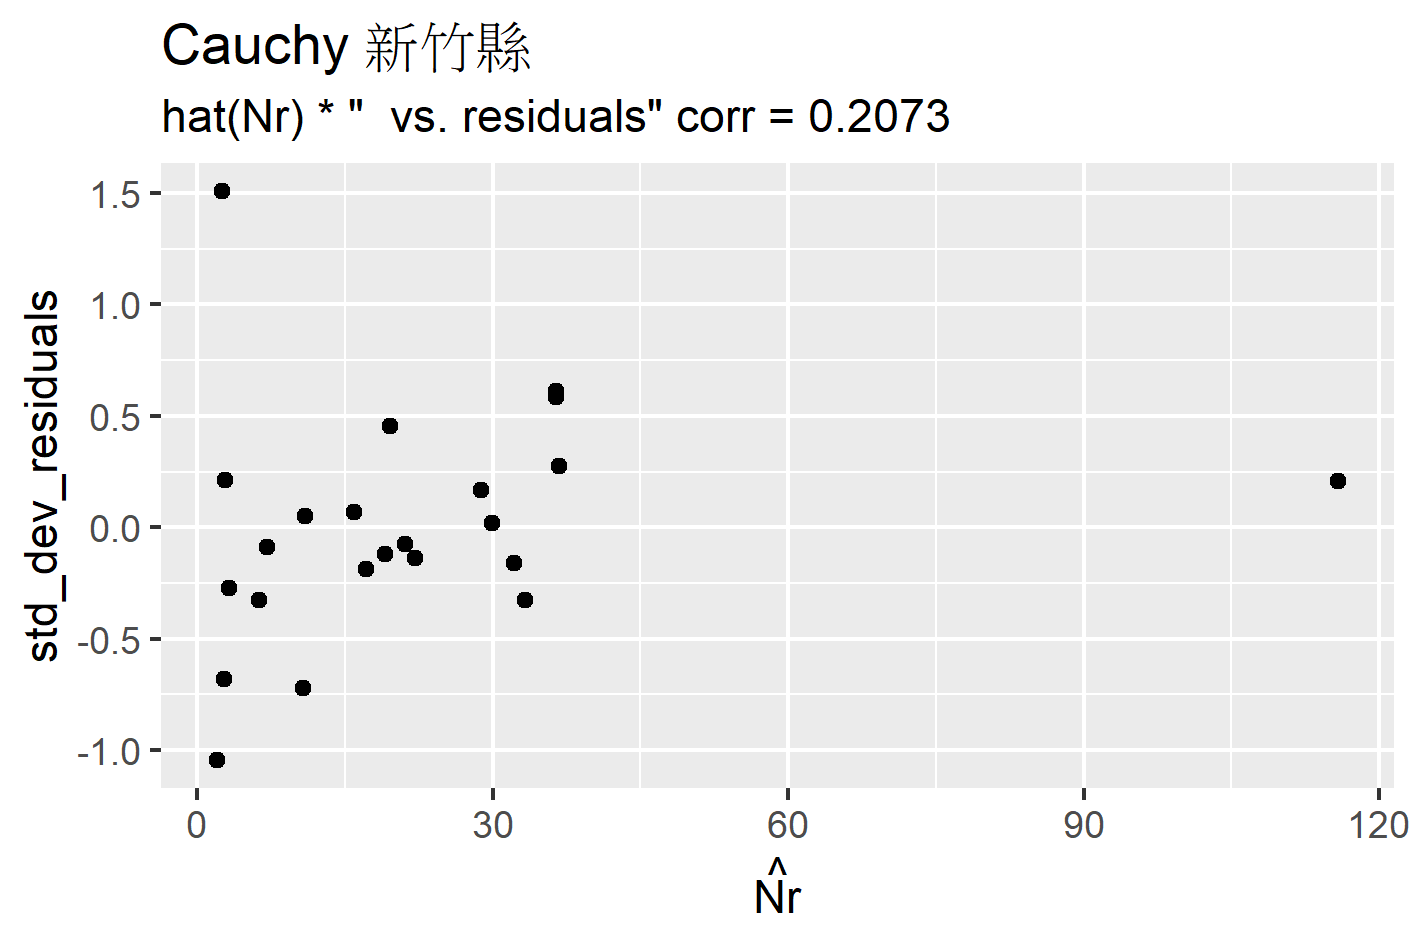 Cauchy 新竹縣
hat(Nr) * "  vs. residuals" corr = 0.2073
std_dev_residuals
1.5
1.0
0.5
0.0
-0.5
-1.0
0 30 60 90 120
N̂r